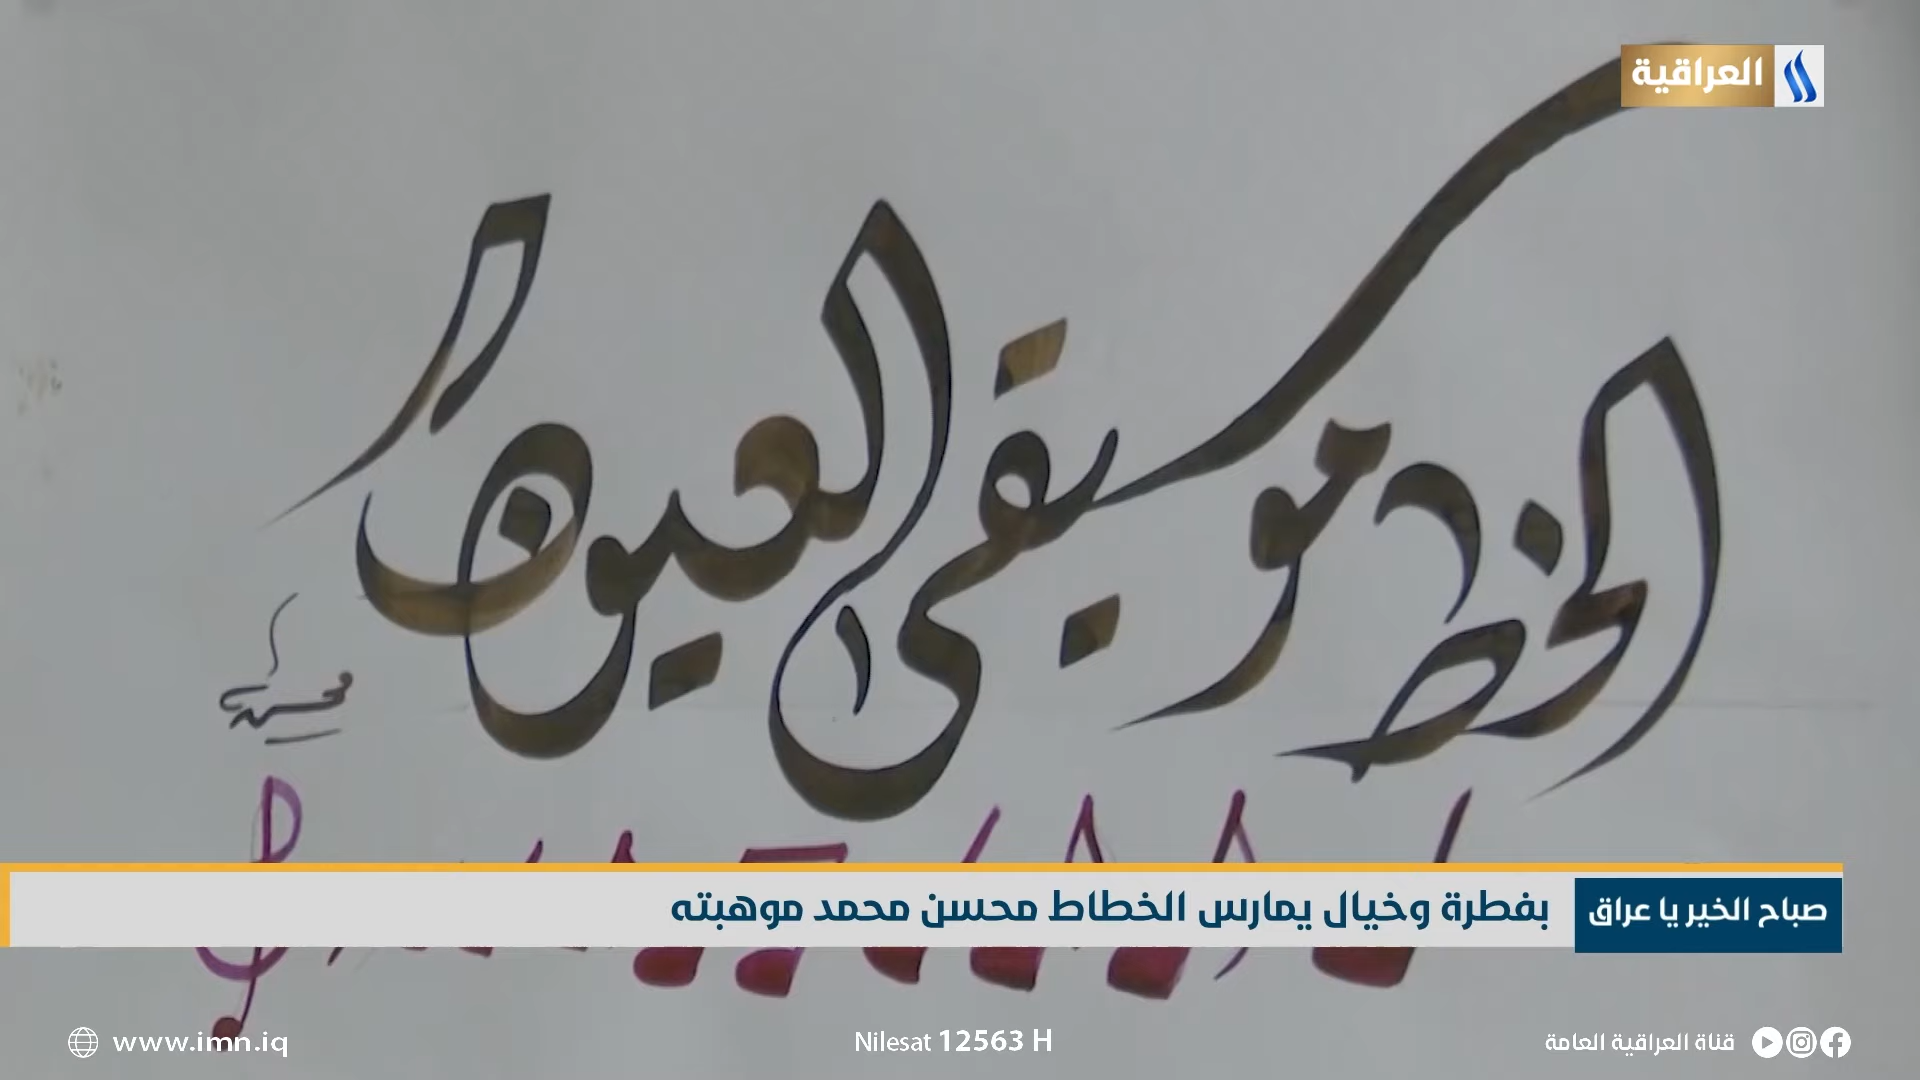 العراقية
الخط موسيقى العيون
محسن
صباح الخير يا عراق
بفطرة وخيال يمارس الخطاط محسن محمد موهبته
www.imn.iq
Nilesat 12563 H
قناة العراقية العامة